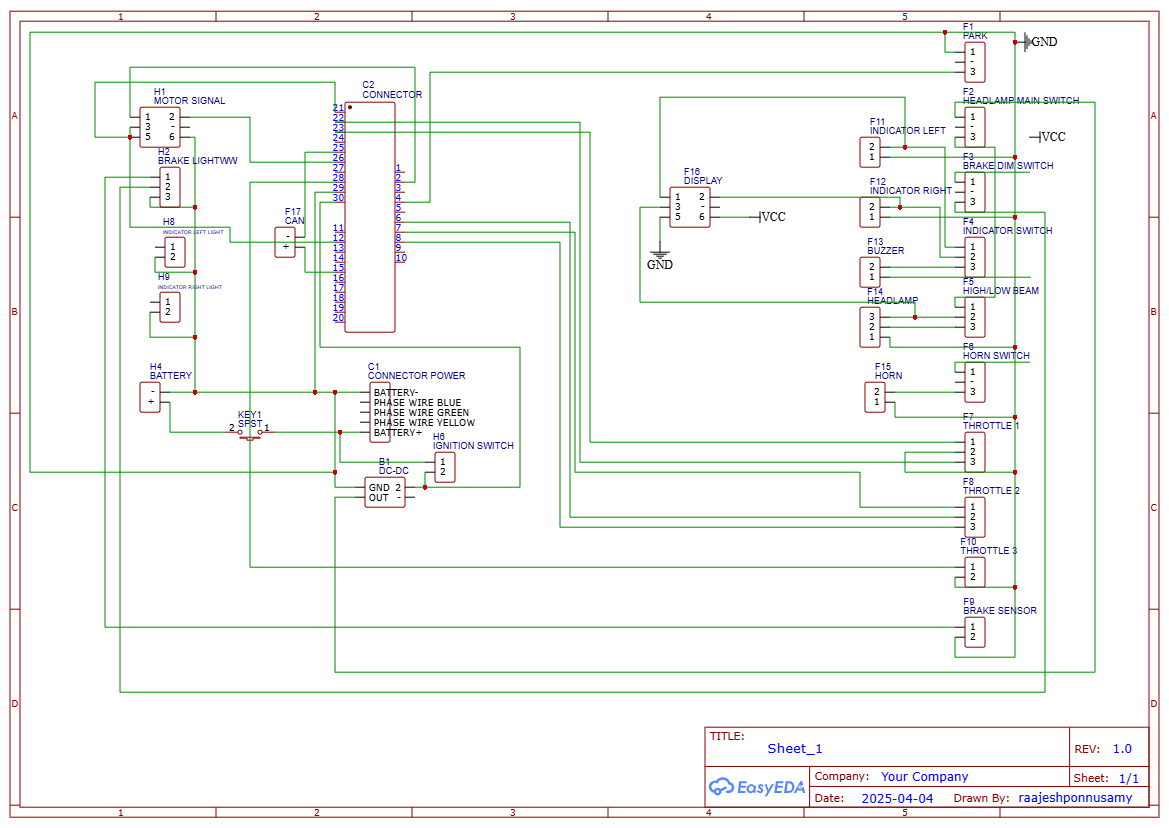 1 2 3 4 5
A
B
C
D
A
B
C
D
H1
MOTOR SIGNAL
1 2
3 -
5 6
H2
BRAKE LIGHTWW
1
2
3
H8
INDICATOR LEFT LIGHT
1
2
H9
INDICATOR RIGHT LIGHT
1
2
H4
BATTERY
-
+
KEY1
SPST
2 1
F17
CAN
-
+
C2
CONNECTOR
21
22
23
24
25
26
27
28
29
30
11
12
13
14
15
16
17
18
19
20
1
2
3
4
5
6
7
8
9
10
C1
CONNECTOR POWER
BATTERY-
PHASE WIRE BLUE
PHASE WIRE GREEN
PHASE WIRE YELLOW
BATTERY+
H6
IGNITION SWITCH
1
2
B1
DC-DC
GND 2
OUT -
F16
DISPLAY
1 2
3 -
5 6
VCC
GND
F11
INDICATOR LEFT
2
1
F12
INDICATOR RIGHT
2
1
F13
BUZZER
2
1
F14
HEADLAMP
3
2
1
F15
HORN
2
1
F1
PARK
1
-
3
GND
F2
HEADLAMP MAIN SWITCH
1
-
3
VCC
F3
BRAKE DIM SWITCH
1
-
3
F4
INDICATOR SWITCH
1
2
3
F5
HIGH/LOW BEAM
1
2
3
F6
HORN SWITCH
1
-
3
F7
THROTTLE 1
1
2
3
F8
THROTTLE 2
1
2
3
F10
THROTTLE 3
1
2
F9
BRAKE SENSOR
1
2
TITLE:
Sheet_1
REV: 1.0
EasyEDA
Company: Your Company
Sheet: 1/1
Date: 2025-04-04 Drawn By: raajeshponnusamy
1 2 3 4 5